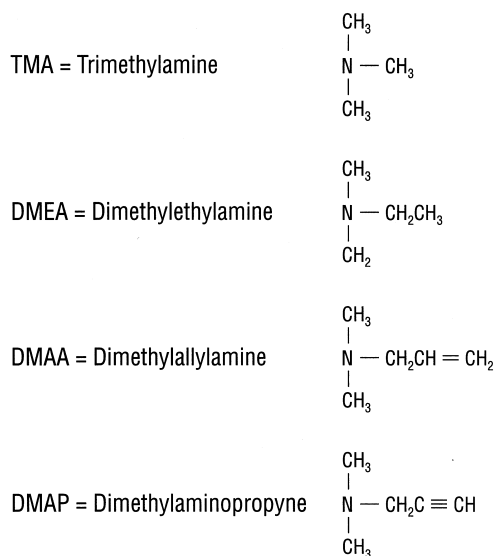 CH₃
|
TMA = Trimethylamine N — CH₃
|
CH₃
CH₃
|
DMEA = Dimethylethylamine N — CH₂CH₃
|
CH₂
CH₃
|
DMAA = Dimethylallylamine N — CH₂CH = CH₂
|
CH₃
CH₃
|
DMAP = Dimethylaminopropyne N — CH₂C ≡ CH
|
CH₃